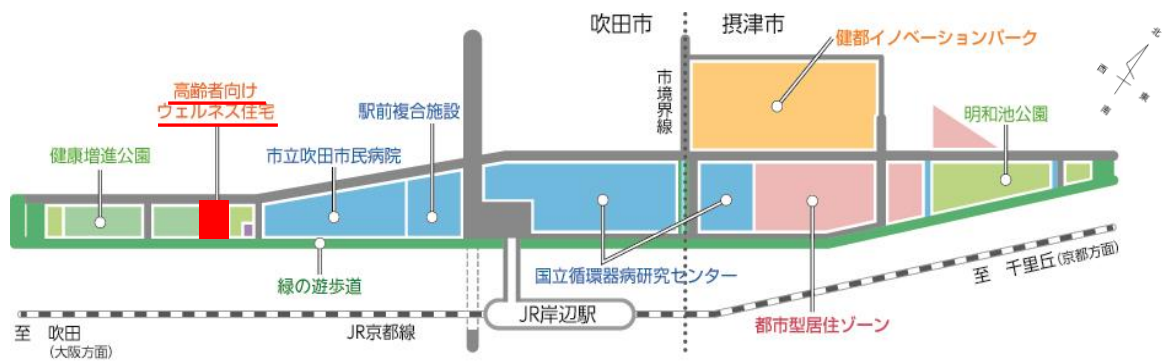 吹田市
摂津市
健都イノベーションパーク
北
西
東
南
高齢者向け
ウェルネス住宅
駅前複合施設
市境界線
明和池公園
健康増進公園
市立吹田市民病院
緑の遊歩道
国立循環器病研究センター
至 千里丘(京都方面)
JR岸辺駅
都市型居住ゾーン
至 吹田
(大阪方面)
JR京都線